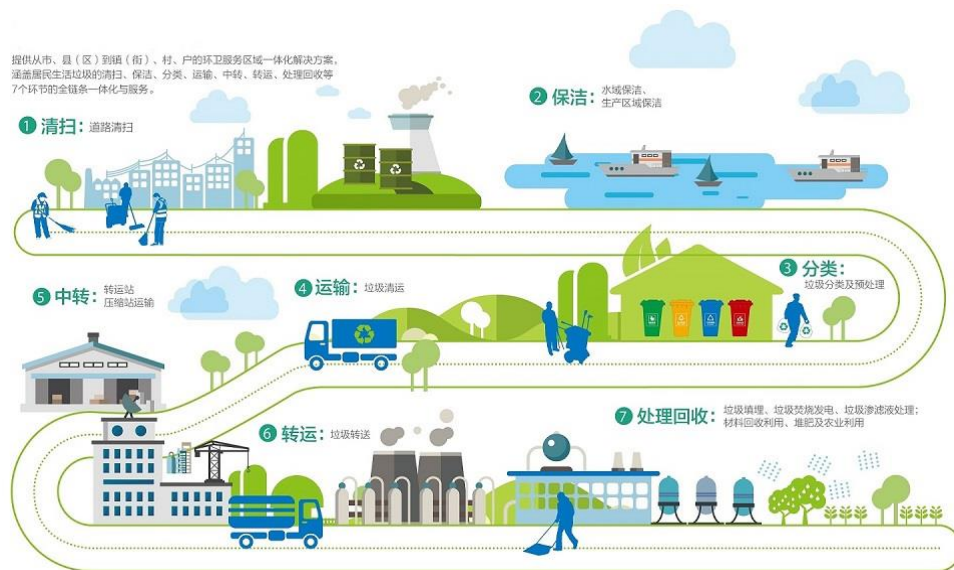 提供从市、县（区）到镇（街）、村、户的环卫服务区域一体化解决方案，
涵盖居民生活垃圾的清扫、保洁、分类、运输、中转、转运、处理回收等
7个环节的全链条一体化与服务。
1 清扫：道路清扫
2 保洁：水域保洁、
生产区域保洁
3 分类：
垃圾分类及预处理
4 运输：垃圾清运
5 中转：转运站
压缩站运输
6 转运：垃圾转送
7 处理回收：垃圾填埋、垃圾焚烧发电、垃圾渗滤液处理；
材料回收利用、堆肥及农业利用